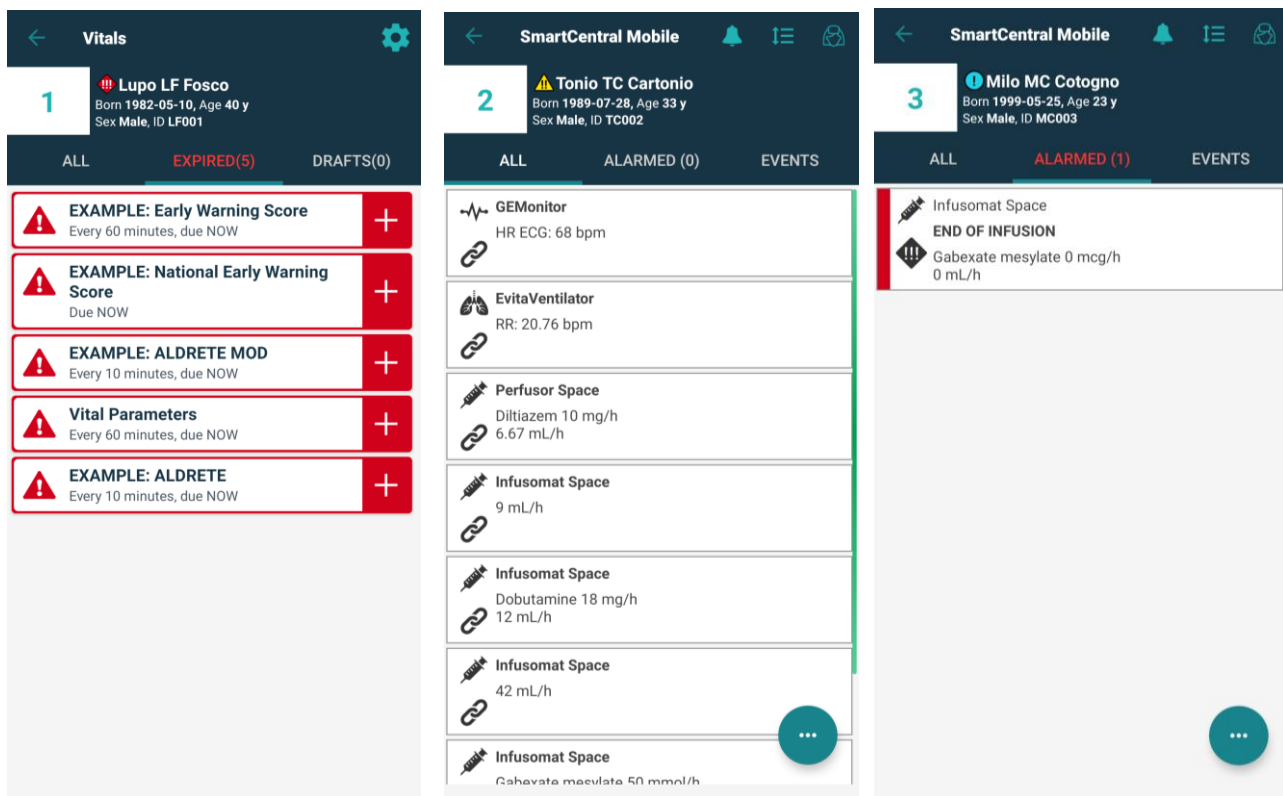 Vitals
1
!!! Lupo LF Fosco
Born 1982-05-10, Age 40 y
Sex Male, ID LF001
ALL EXPIRED(5) DRAFTS(0)
EXAMPLE: Early Warning Score
Every 60 minutes, due NOW
EXAMPLE: National Early Warning
Score
Due NOW
EXAMPLE: ALDRETE MOD
Every 10 minutes, due NOW
Vital Parameters
Every 60 minutes, due NOW
EXAMPLE: ALDRETE
Every 10 minutes, due NOW
SmartCentral Mobile
2
!! Tonio TC Cartonio
Born 1989-07-28, Age 33 y
Sex Male, ID TC002
ALL ALARMED (0) EVENTS
GEMonitor
HR ECG: 68 bpm
EvitaVentilator
RR: 20.76 bpm
Perfusor Space
Diltiazem 10 mg/h
6.67 mL/h
Infusomat Space
9 mL/h
Infusomat Space
Dobutamine 18 mg/h
12 mL/h
Infusomat Space
42 mL/h
Infusomat Space
Gabexate mesylate 50 mmol/h
SmartCentral Mobile
3
! Milo MC Cotogno
Born 1999-05-25, Age 23 y
Sex Male, ID MC003
ALL ALARMED (1) EVENTS
Infusomat Space
END OF INFUSION
!!! Gabexate mesylate 0 mcg/h
0 mL/h